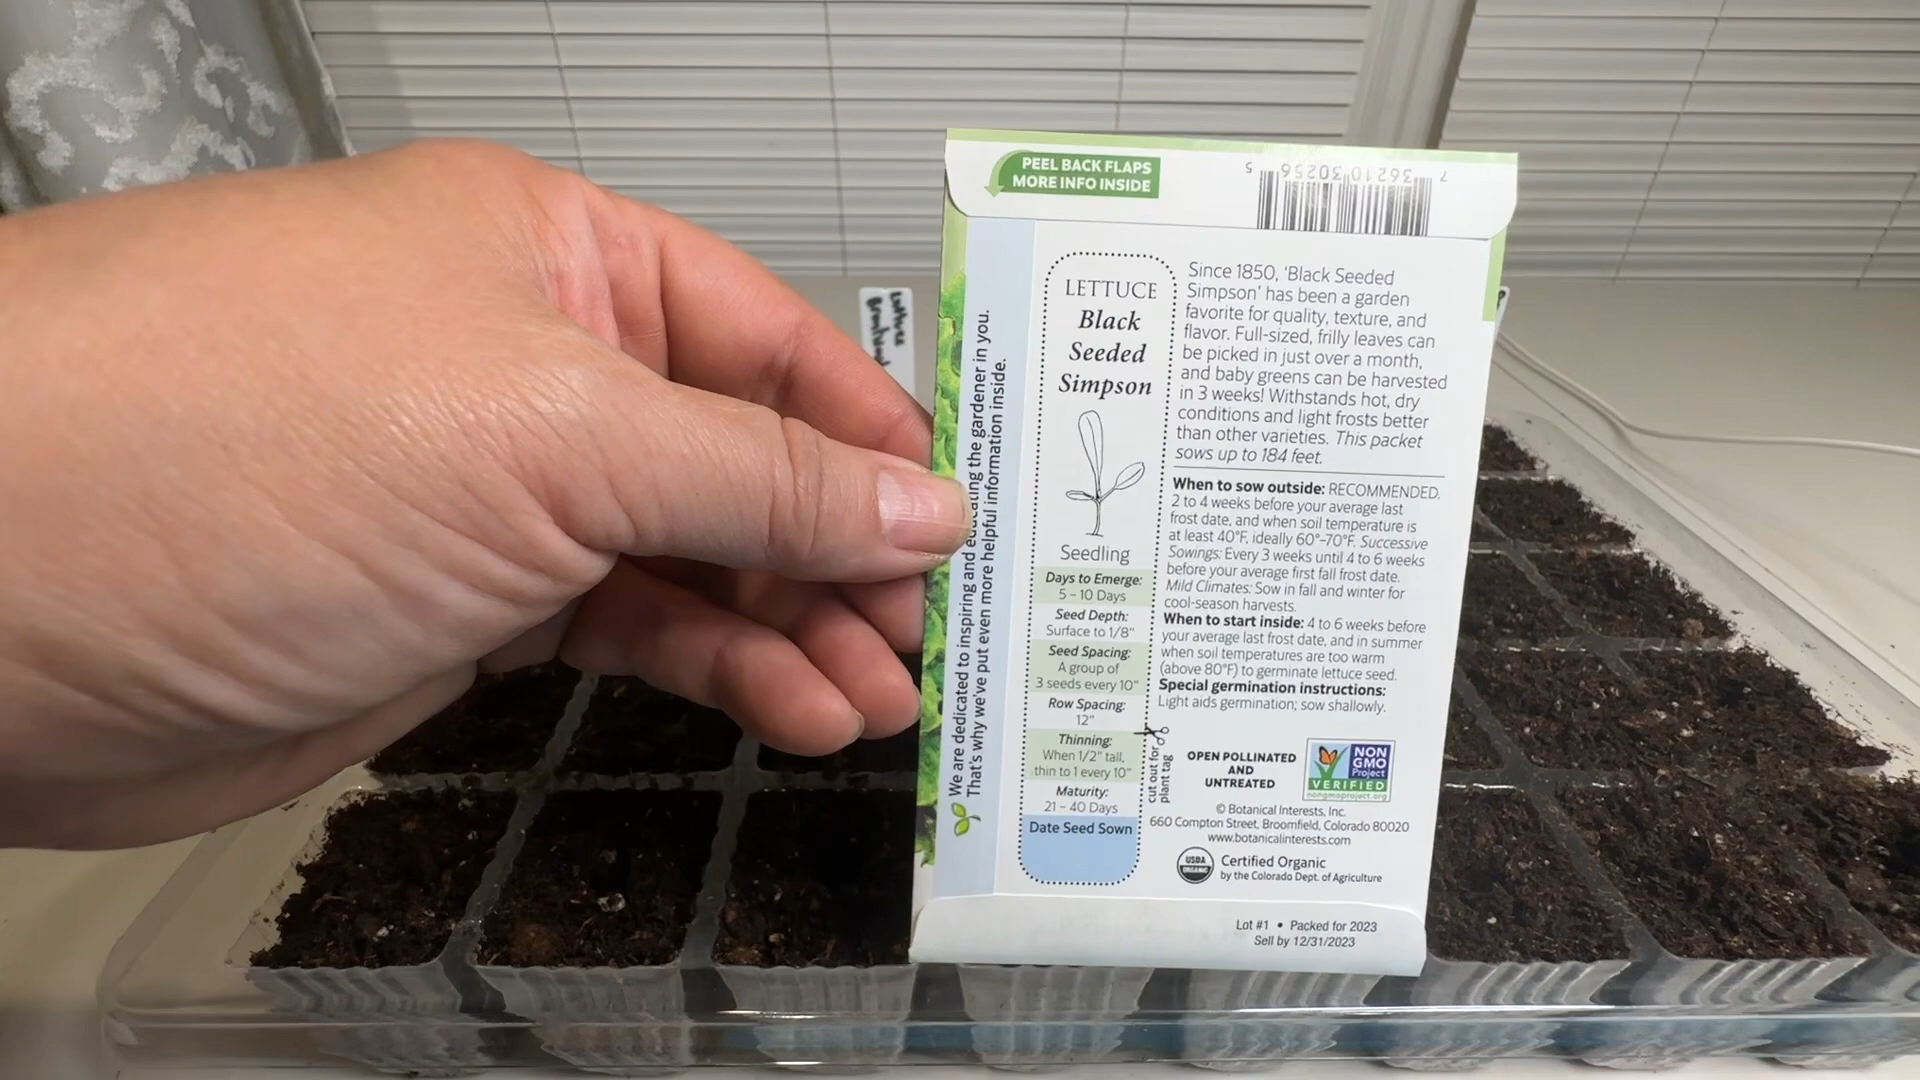 PEEL BACK FLAPS
MORE INFO INSIDE
7 36210 30256 5
We are dedicated to inspiring and educating the gardener in you.
That's why we've put even more helpful information inside.
LETTUCE
Black
Seeded
Simpson
Seedling
Days to Emerge:
5 – 10 Days
Seed Depth:
Surface to 1/8"
Seed Spacing:
A group of
3 seeds every 10"
Row Spacing:
12"
Thinning:
When 1/2" tall,
thin to 1 every 10"
Maturity:
21 – 40 Days
Date Seed Sown
cut out for
plant tag
Since 1850, 'Black Seeded
Simpson' has been a garden
favorite for quality, texture, and
flavor. Full-sized, frilly leaves can
be picked in just over a month,
and baby greens can be harvested
in 3 weeks! Withstands hot, dry
conditions and light frosts better
than other varieties. This packet
sows up to 184 feet.
When to sow outside: RECOMMENDED.
2 to 4 weeks before your average last
frost date, and when soil temperature is
at least 40°F, ideally 60°–70°F. Successive
Sowings: Every 3 weeks until 4 to 6 weeks
before your average first fall frost date.
Mild Climates: Sow in fall and winter for
cool-season harvests.
When to start inside: 4 to 6 weeks before
your average last frost date, and in summer
when soil temperatures are too warm
(above 80°F) to germinate lettuce seed.
Special germination instructions:
Light aids germination; sow shallowly.
OPEN POLLINATED
AND
UNTREATED
NON
GMO
Project
VERIFIED
nongmoproject.org
© Botanical Interests, Inc.
660 Compton Street, Broomfield, Colorado 80020
www.botanicalinterests.com
USDA
ORGANIC
Certified Organic
by the Colorado Dept. of Agriculture
Lot #1 • Packed for 2023
Sell by 12/31/2023